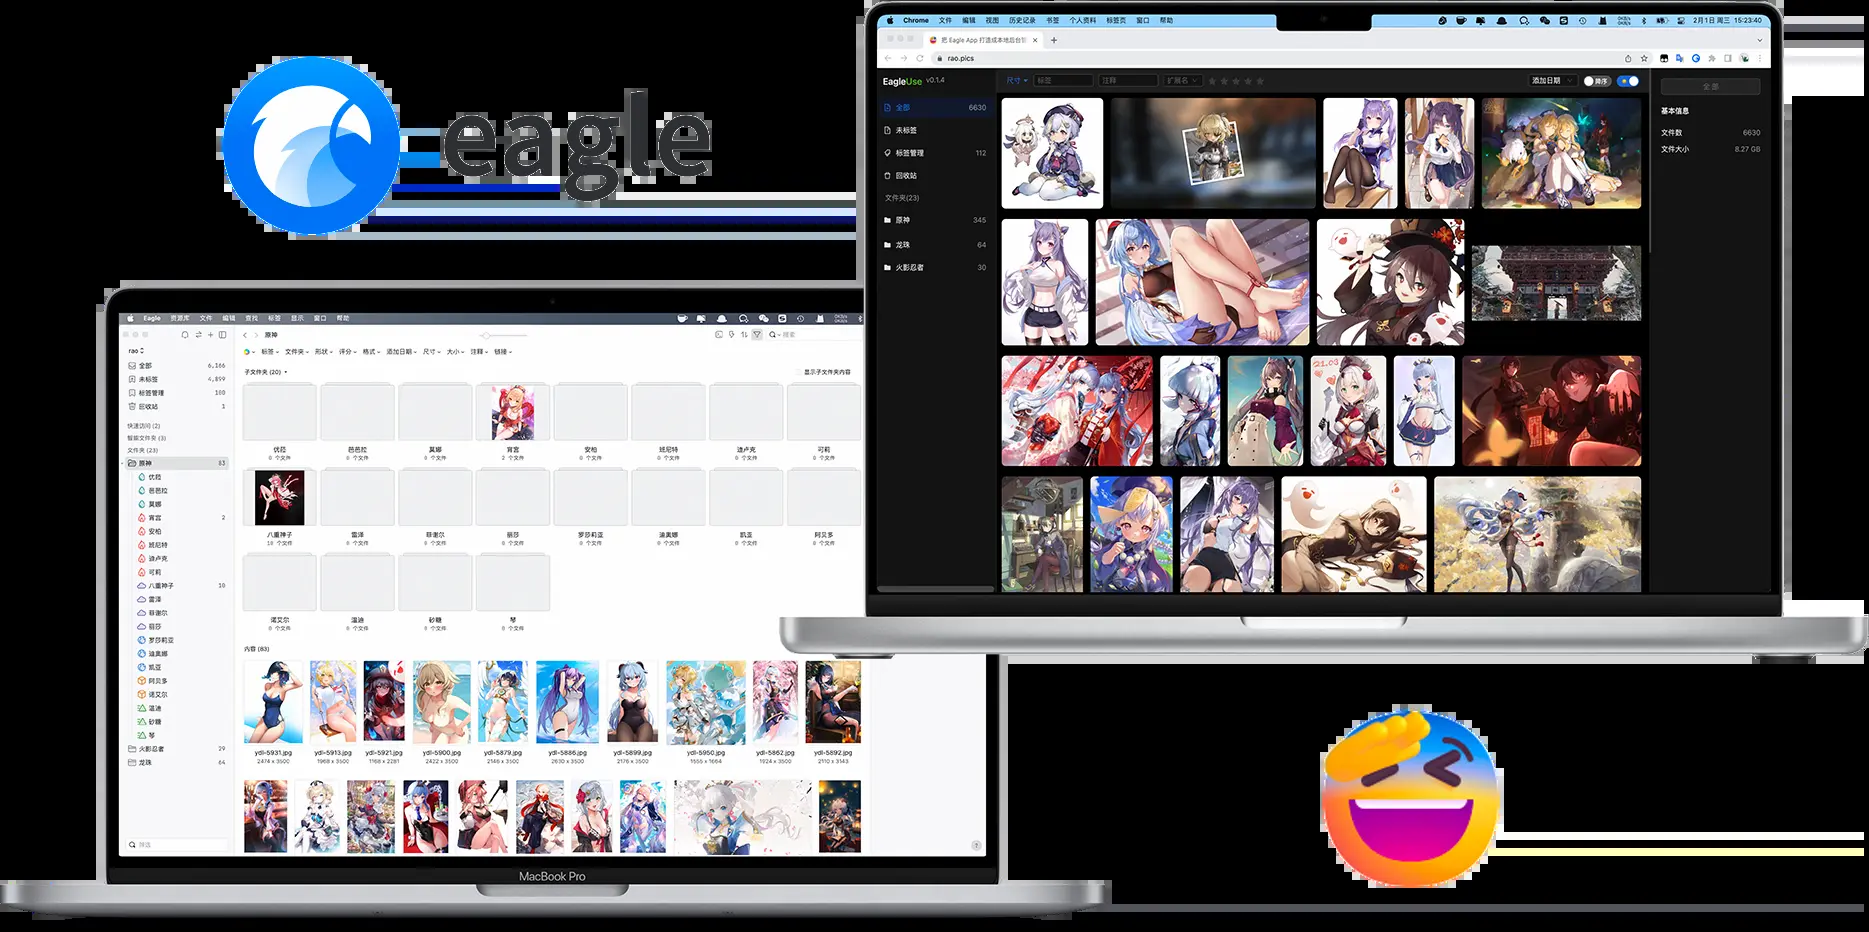 eagle
Chrome 文件 编辑 视图 历史记录 书签 个人资料 标签页 窗口 帮助
2月1日 周三 15:23:40
把 Eagle App 打造成本地后台管
rao.pics
EagleUse v0.1.4
尺寸 标签 注释 扩展名
添加日期 降序
全部 6630
未标签
标签管理 112
回收站
文件夹(23)
原神 345
龙珠 64
火影忍者 30
全部
基本信息
文件数 6630
文件大小 8.27 GB
Eagle 资源库 文件 编辑 查找 标签 显示 窗口 帮助
rao
全部 6,166
未标签 4,899
标签管理 100
回收站 1
快速访问 (2)
智能文件夹 (3)
文件夹 (23)
原神 83
优菈
芭芭拉
莫娜
宵宫 2
安柏
班尼特
迪卢克
可莉
八重神子 10
雷泽
菲谢尔
丽莎
罗莎莉亚
迪奥娜
凯亚
阿贝多
诺艾尔
温迪
砂糖
琴
火影忍者 29
龙珠 64
筛选
原神
搜索
标签 文件夹 形状 评分 格式 添加日期 尺寸 大小 注释 链接
子文件夹 (20)
显示子文件夹内容
优菈 芭芭拉 莫娜 宵宫 安柏 班尼特 迪卢克 可莉
0 个文件 0 个文件 0 个文件 2 个文件 0 个文件 0 个文件 0 个文件 0 个文件
八重神子 雷泽 菲谢尔 丽莎 罗莎莉亚 迪奥娜 凯亚 阿贝多
10 个文件 0 个文件 0 个文件 0 个文件 0 个文件 0 个文件 0 个文件 0 个文件
诺艾尔 温迪 砂糖 琴
0 个文件 0 个文件 0 个文件 0 个文件
内容 (83)
ydl-5931.jpg ydl-5913.jpg ydl-5921.jpg ydl-5900.jpg ydl-5879.jpg ydl-5886.jpg ydl-5899.jpg ydl-5950.jpg ydl-5862.jpg ydl-5892.jpg
2474 × 3500 1968 × 3500 1168 × 2281 2422 × 3500 2146 × 3500 2630 × 3500 2176 × 3500 1555 × 1664 1924 × 3500 2110 × 3143
MacBook Pro